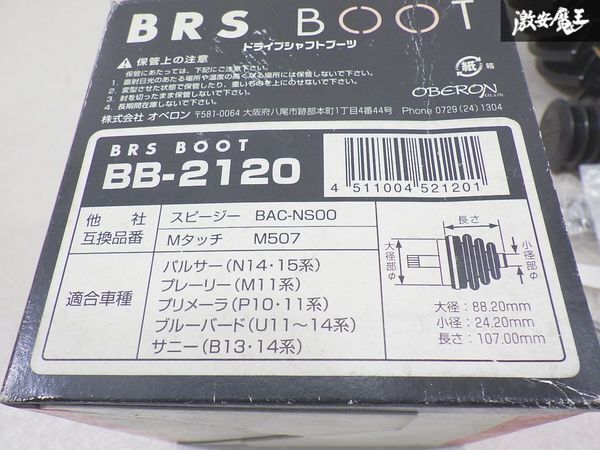 BRS BOOT
激安魔王
ドライブシャフトブーツ
保管上の注意
保管にあたっては、下記にご注意下さい。
1. 直射日光のあたる場所や温度の高くなる場所には保管しないで下さい。
2. 変型させた状態で保管したり、重いものを上にのせないで下さい。
3. 封を切ったまま保管しないで下さい。
4. 長期間在庫しないで下さい。
紙 箱
OBERON
CO.,LTD
株式会社 オベロン 〒581-0064 大阪府八尾市跡部本町1丁目4番44号 Phone 0729(24)1304
BRS BOOT
BB-2120
4 511004 521201
他社互換品番
スピージー BAC-NS00
Mタッチ M507
適合車種
パルサー(N14・15系)
プレーリー(M11系)
プリメーラ(P10・11系)
ブルーバード(U11〜14系)
サニー(B13・14系)
長さ
大径部φ
小径部φ
大径：88.20mm
小径：24.20mm
長さ：107.00mm